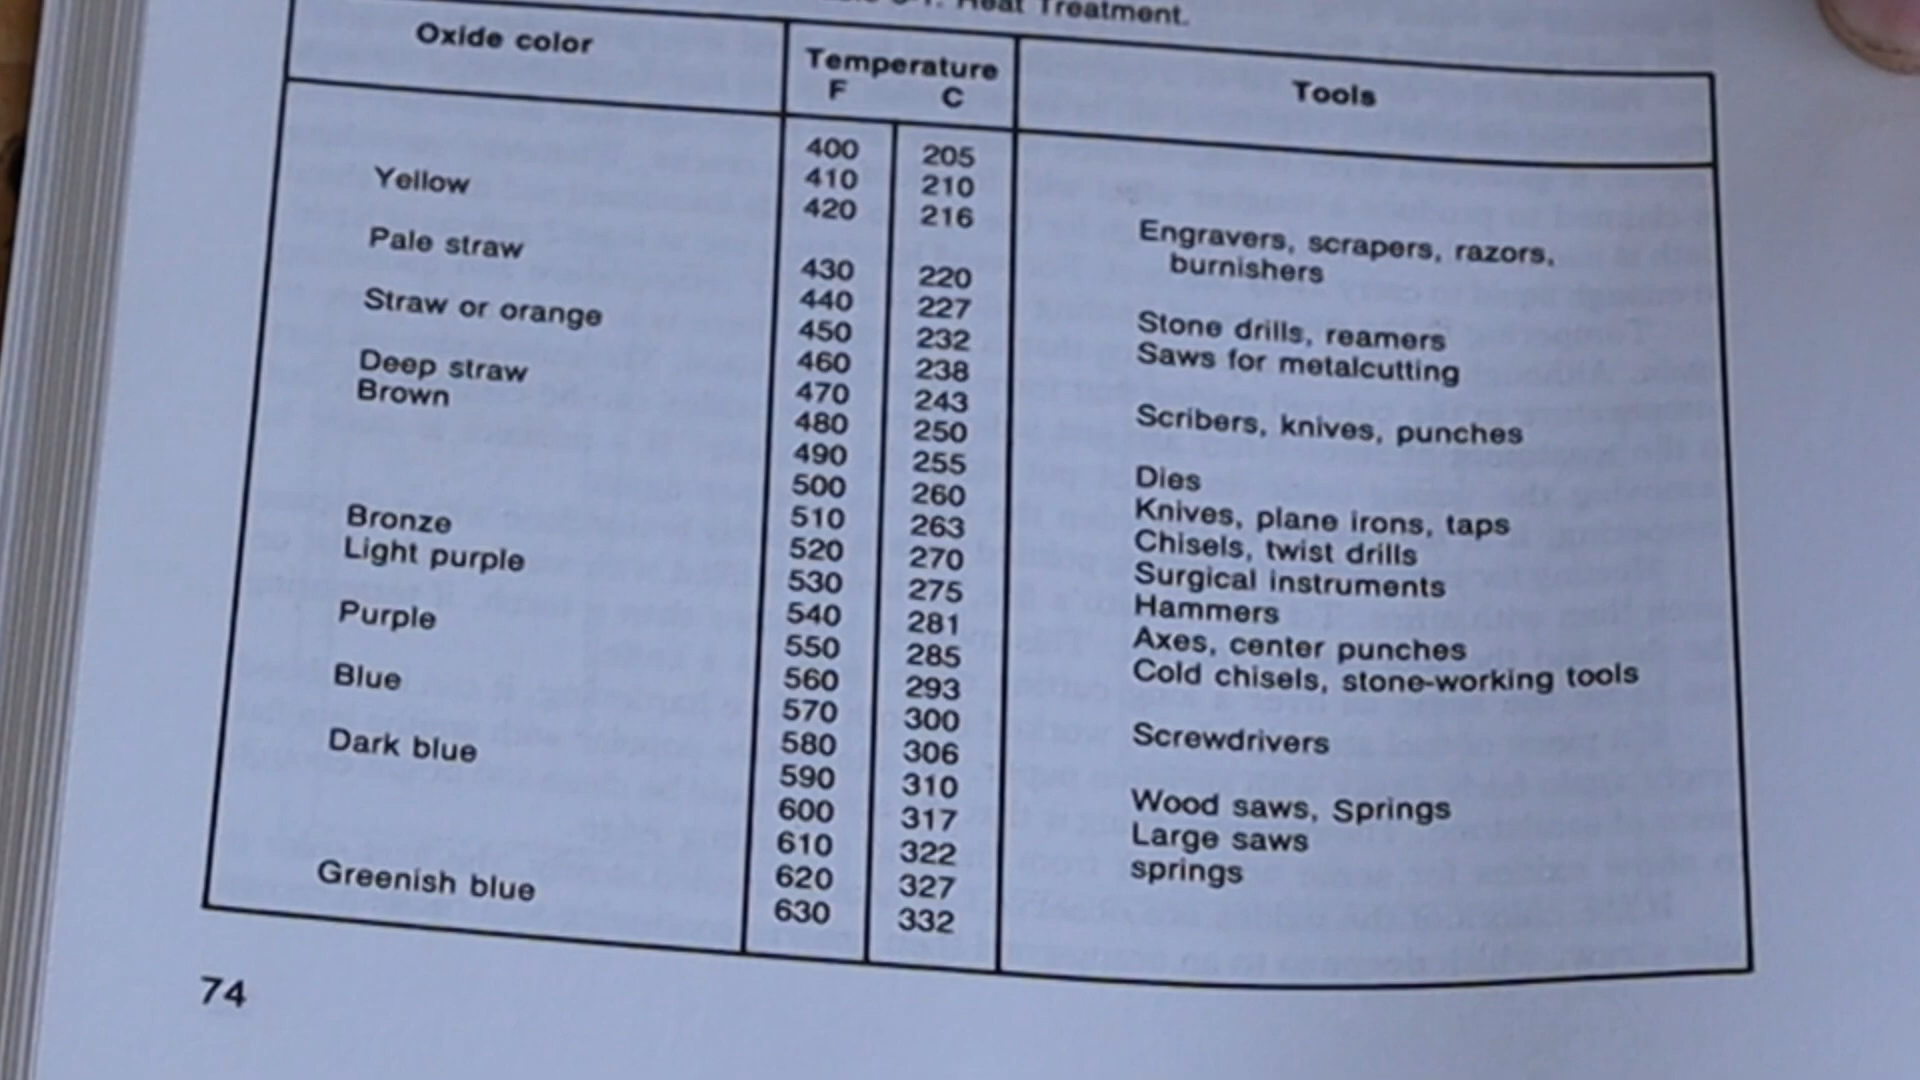 Heat Treatment.
Oxide color Temperature Tools
F C
400 205
Yellow 420 216 Engravers, scrapers, razors,
410 210
burnishers
Pale straw 430 220
440 227 Stone drills, reamers
Straw or orange 450 232 Saws for metalcutting
460 238
Deep straw 470 243 Scribers, knives, punches
Brown 480 250
490 255 Dies
500 260 Knives, plane irons, taps
510 263 Chisels, twist drills
Bronze 520 270 Surgical instruments
Light purple 530 275 Hammers
540 281 Axes, center punches
Purple 550 285 Cold chisels, stone-working tools
560 293
Blue 570 300 Screwdrivers
580 306
Dark blue 590 310 Wood saws, Springs
600 317 Large saws
610 322 springs
620 327
Greenish blue 630 332
74